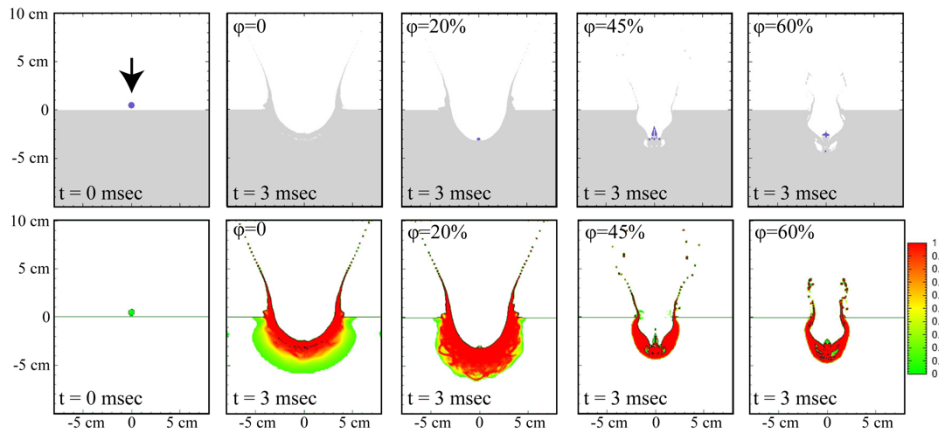 10 cm
5 cm
0
-5 cm
t = 0 msec
φ=0
t = 3 msec
φ=20%
t = 3 msec
φ=45%
t = 3 msec
φ=60%
t = 3 msec
10 cm
5 cm
0
-5 cm
t = 0 msec
-5 cm 0 5 cm
φ=0
t = 3 msec
-5 cm 0 5 cm
φ=20%
t = 3 msec
-5 cm 0 5 cm
φ=45%
t = 3 msec
-5 cm 0 5 cm
φ=60%
t = 3 msec
-5 cm 0 5 cm